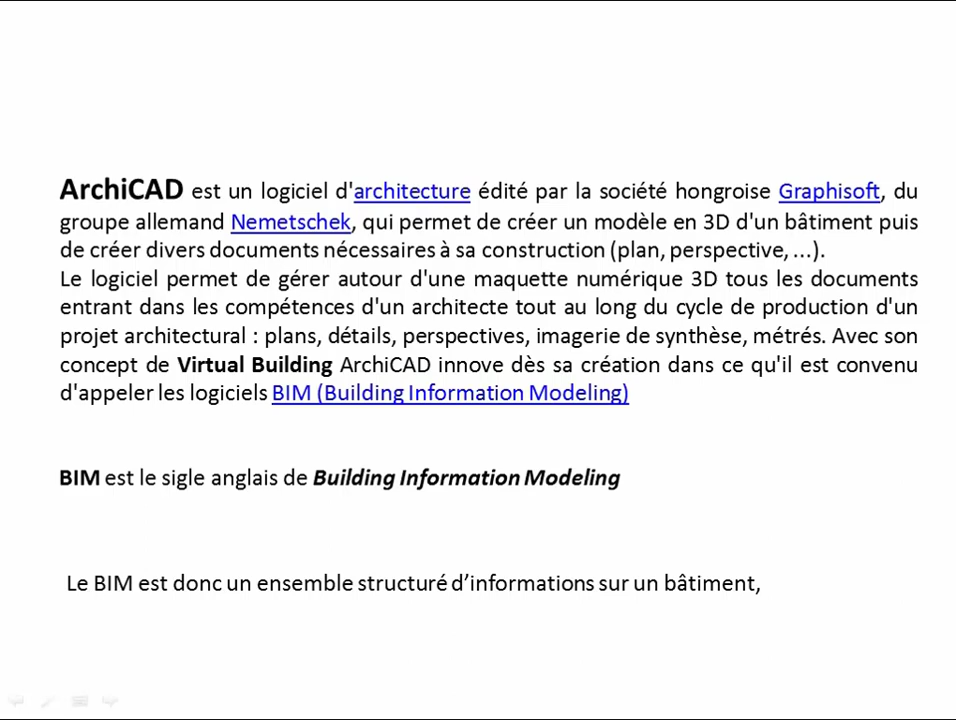 ArchiCAD est un logiciel d'architecture édité par la société hongroise Graphisoft, du
groupe allemand Nemetschek, qui permet de créer un modèle en 3D d'un bâtiment puis
de créer divers documents nécessaires à sa construction (plan, perspective, ...).
Le logiciel permet de gérer autour d'une maquette numérique 3D tous les documents
entrant dans les compétences d'un architecte tout au long du cycle de production d'un
projet architectural : plans, détails, perspectives, imagerie de synthèse, métrés. Avec son
concept de Virtual Building ArchiCAD innove dès sa création dans ce qu'il est convenu
d'appeler les logiciels BIM (Building Information Modeling)
BIM est le sigle anglais de Building Information Modeling
Le BIM est donc un ensemble structuré d’informations sur un bâtiment,